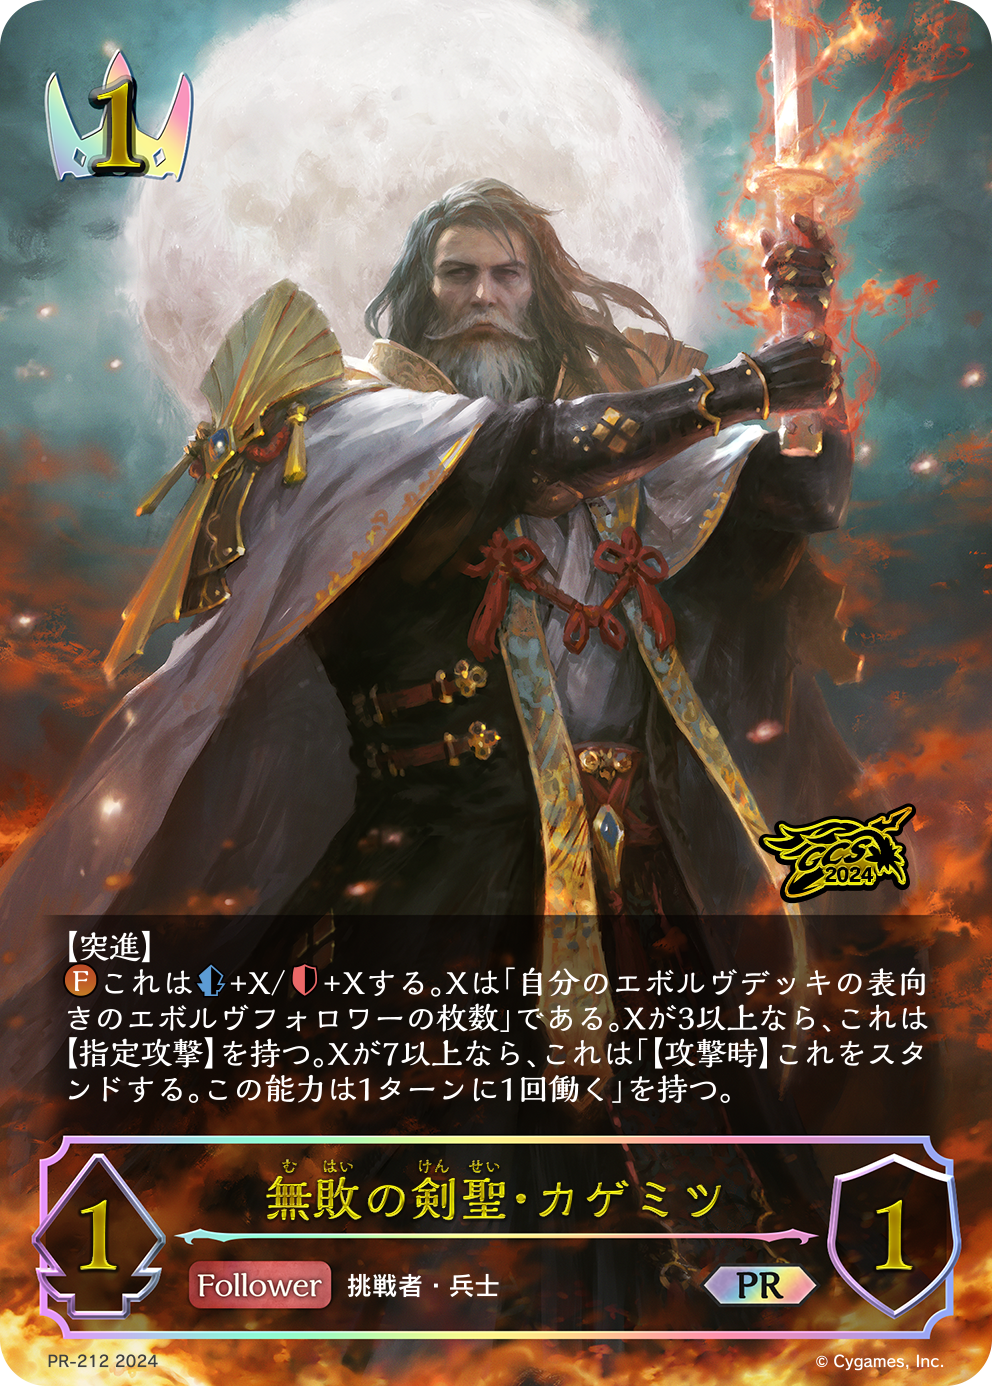 1
GCS
2024
【突進】
Fこれは+X/+Xする。Xは「自分のエボルヴデッキの表向
きのエボルヴフォロワーの枚数」である。Xが3以上なら、これは
【指定攻撃】を持つ。Xが7以上なら、これは「【攻撃時】これをスタ
ンドする。この能力は1ターンに1回働く」を持つ。
む はい けん せい
無敗の剣聖・カゲミツ
1
1
Follower 挑戦者・兵士
PR
PR-212 2024
© Cygames, Inc.